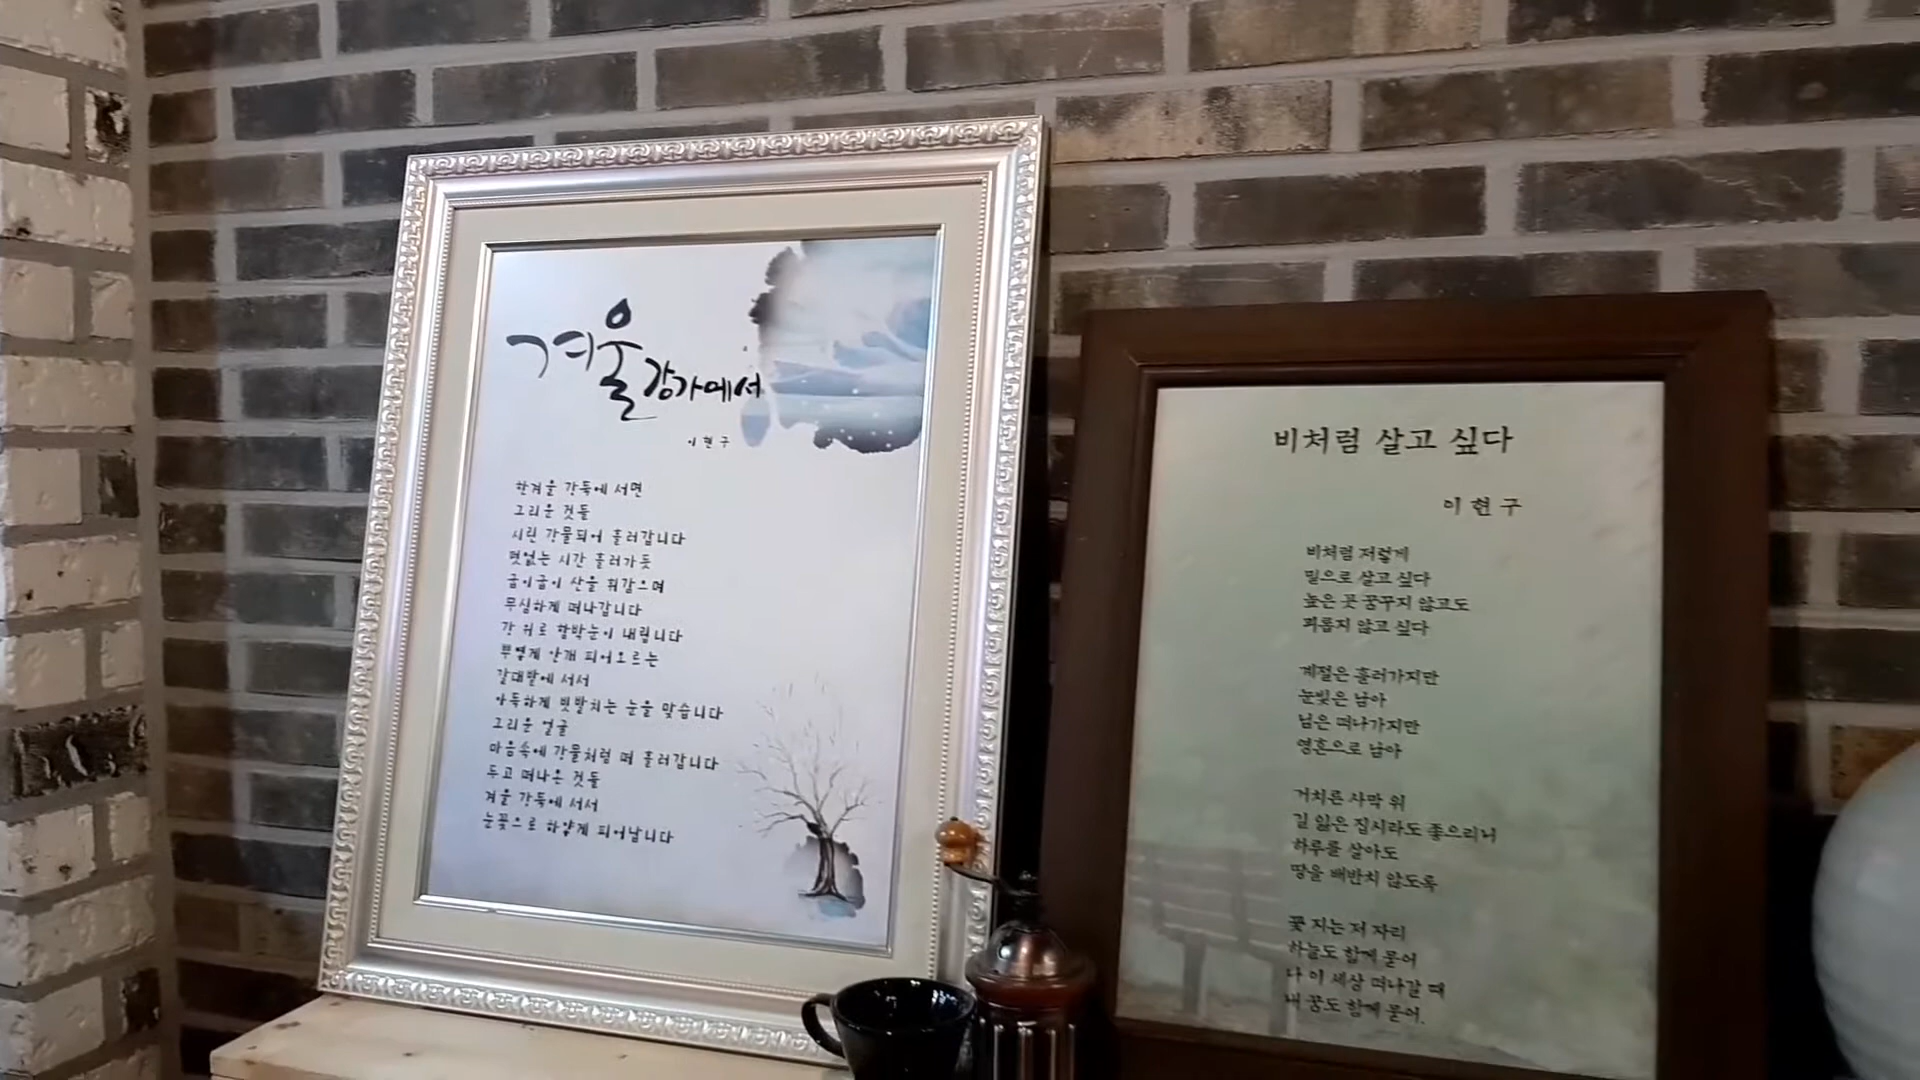 겨울 강가에서
이현구
한겨울 강둑에 서면
그리운 것들
시린 강물되어 흘러갑니다
덧없는 시간 흘러가듯
굽이굽이 산을 휘감으며
무심하게 떠나갑니다
강 위로 함박눈이 내립니다
뿌옇게 안개 피어오르는
갈대밭에 서서
아득하게 빗발치는 눈을 맞습니다
그리운 얼굴
마음속에 강물처럼 떠 흘러갑니다
두고 떠나온 것들
겨울 강둑에 서서
눈꽃으로 하얗게 피어납니다
비처럼 살고 싶다
이현구
비처럼 저렇게
밑으로 살고 싶다
높은 곳 꿈꾸지 않고도
괴롭지 않고 싶다
계절은 흘러가지만
눈빛은 남아
님은 떠나가지만
영혼으로 남아
거치른 사막 위
길 잃은 집시라도 좋으리니
하루를 살아도
땅을 배반치 않도록
꽃 지는 저 자리
하늘도 함께 묻어
나 이 세상 떠나갈 때
내 꿈도 함께 묻어.